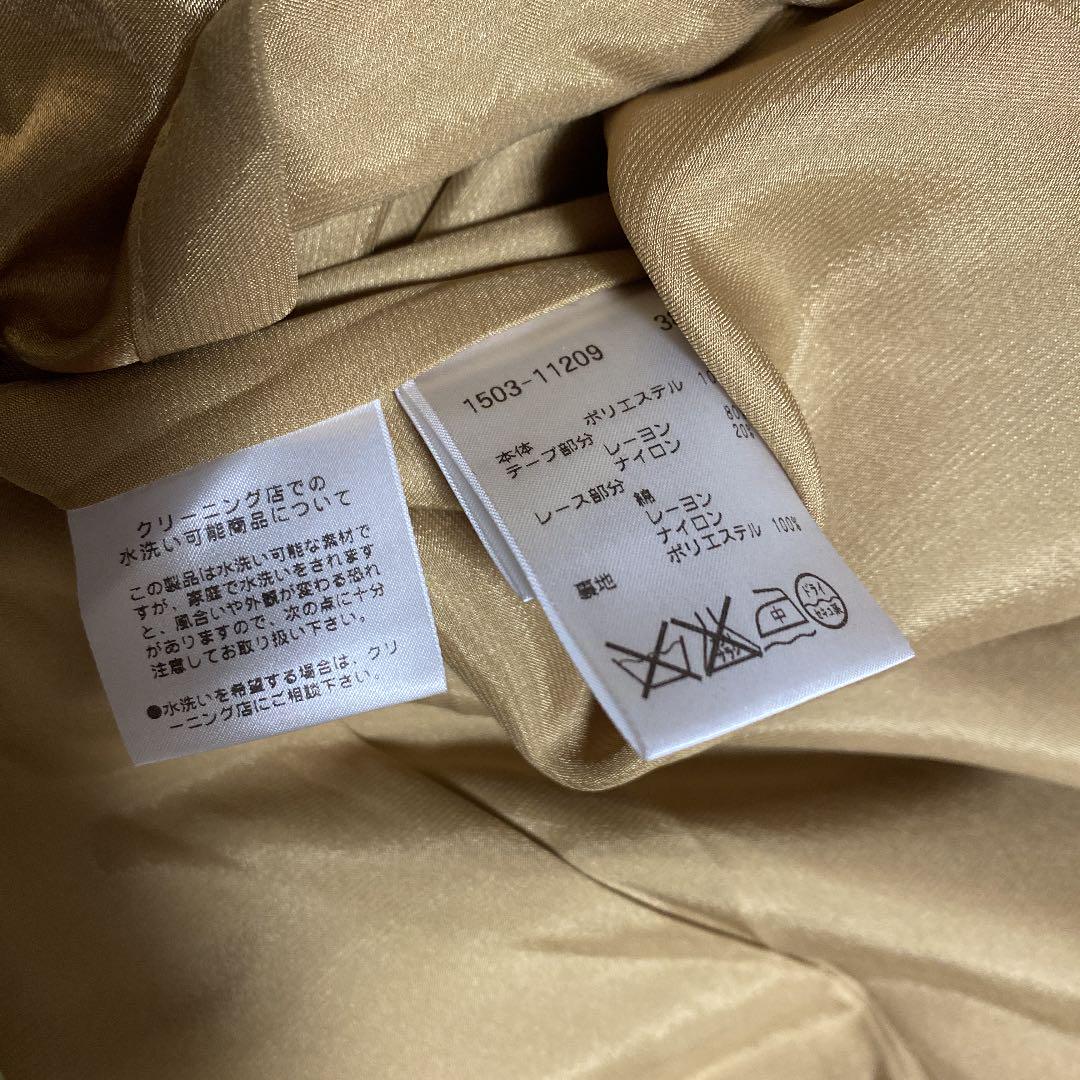 クリーニング店での
水洗い可能商品について
この製品は水洗い可能な素材で
すが、家庭で水洗いをされます
と、風合いや外観が変わる恐れ
がありますので、次の点に十分
注意してお取り扱い下さい。
●水洗いを希望する場合は、クリ
ーニング店にご相談下さい。
1503-11209
本体 ポリエステル
テープ部分 レーヨン
ナイロン 20%
レース部分 綿
レーヨン
ナイロン
裏地 ポリエステル 100%
中
ドライ
セキユ系